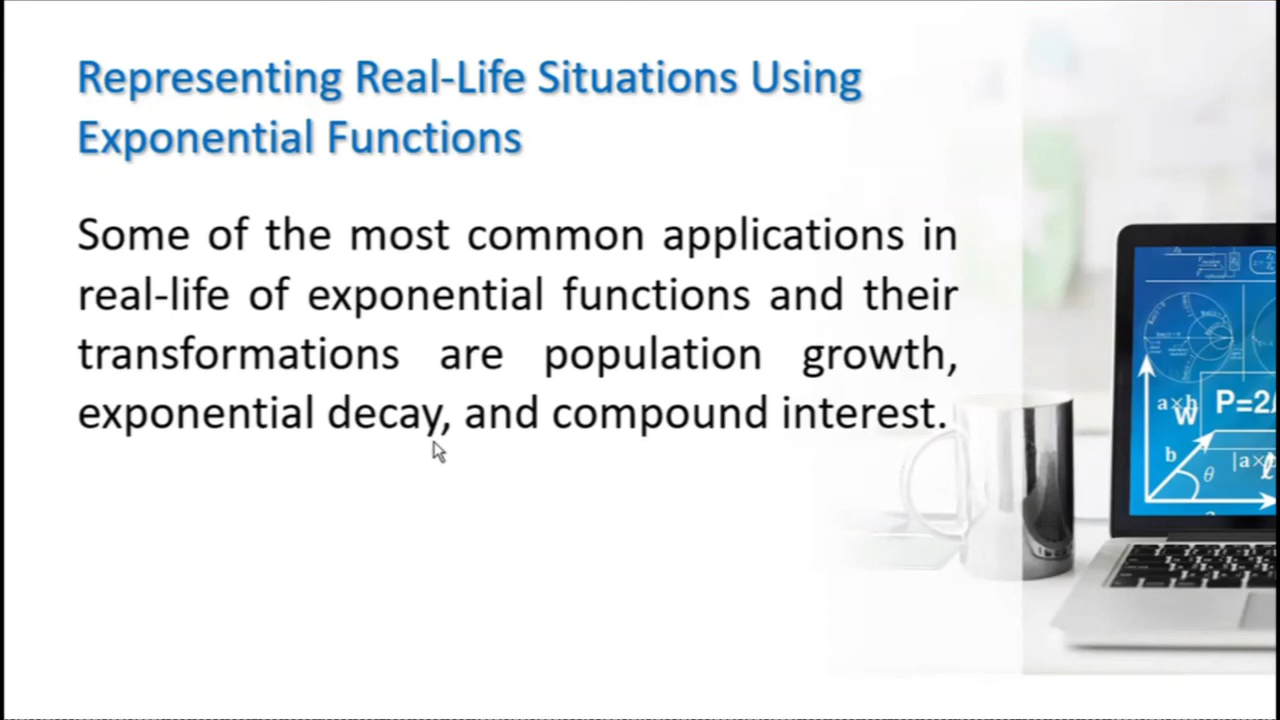 Representing Real-Life Situations Using
Exponential Functions
Some of the most common applications in
real-life of exponential functions and their
transformations are population growth,
exponential decay, and compound interest.
a×b
W
P=2
b
θ
|a×